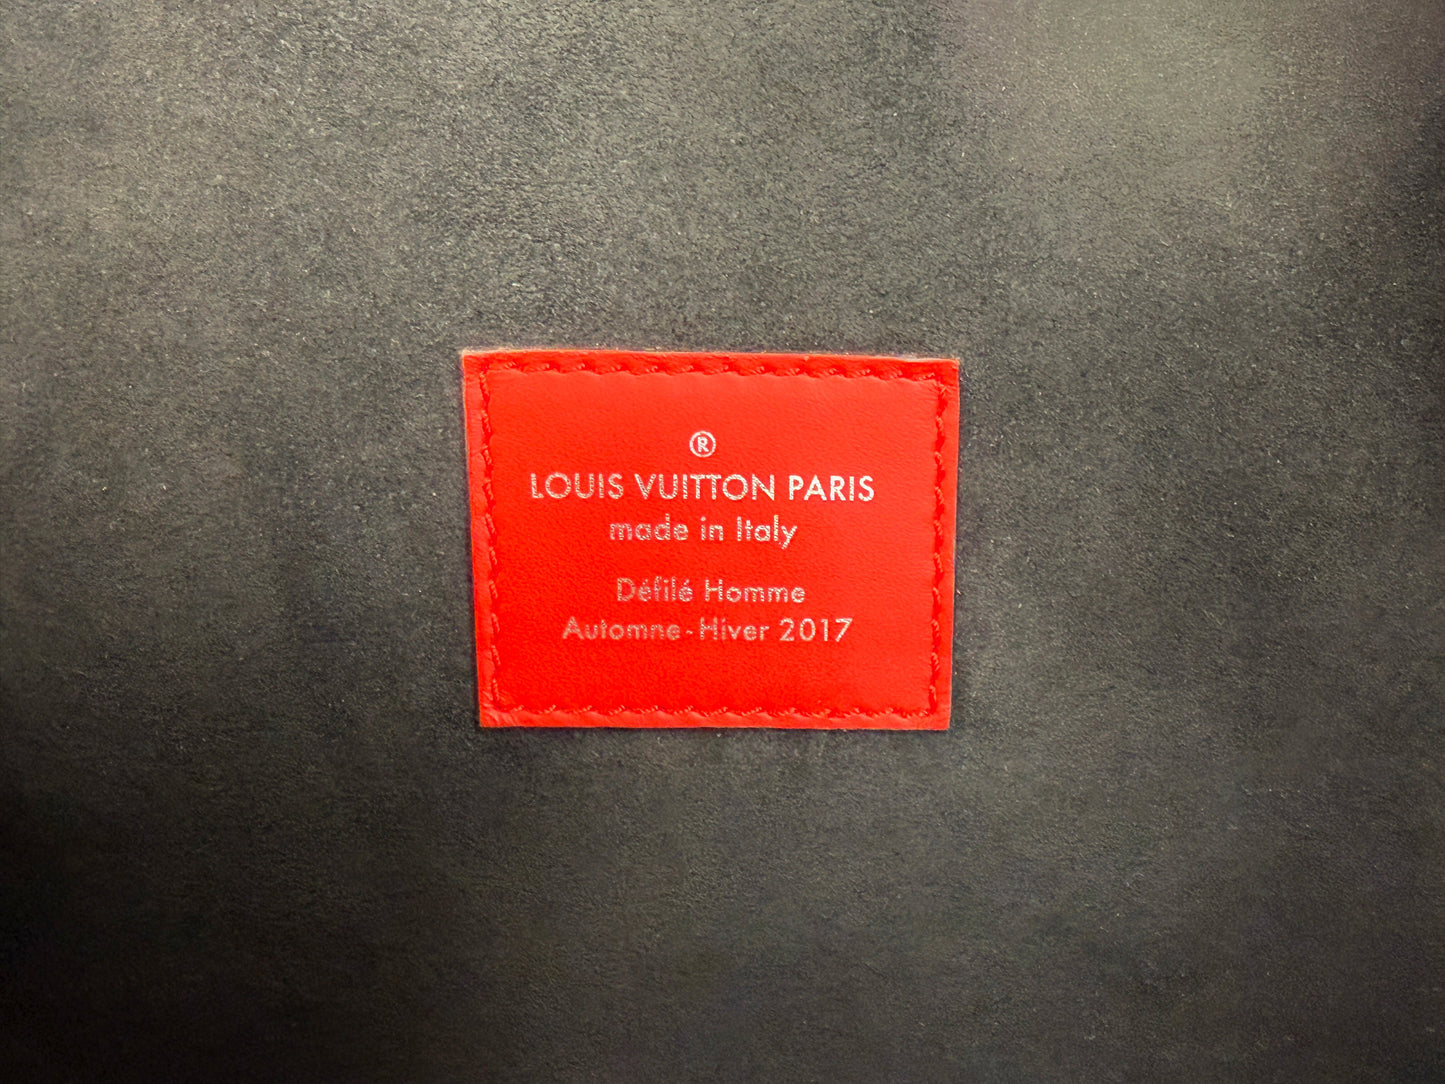 ®
LOUIS VUITTON PARIS
made in Italy
Défilé Homme
Automne-Hiver 2017